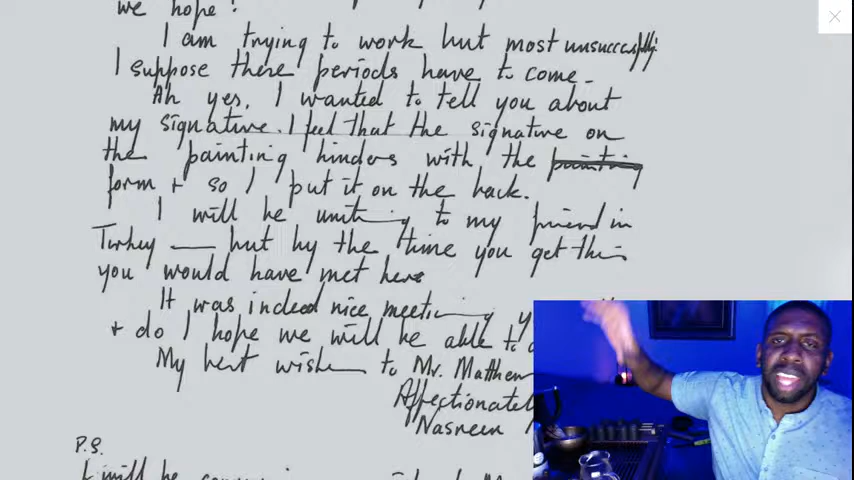 we hope!
I am trying to work but most unsuccessfully.
I suppose these periods have to come –
Ah yes, I wanted to tell you about
my signature. I feel that the signature on
the painting hinders with the painting
form + so I put it on the back.
I will be writing to my friend in
Turkey — but by the time you get this
you would have met her.
It was indeed nice meeting
+ do I hope we will be able to
My best wishes to Mr. Matthew
Affectionately
Nasreen
P.S.
I will be